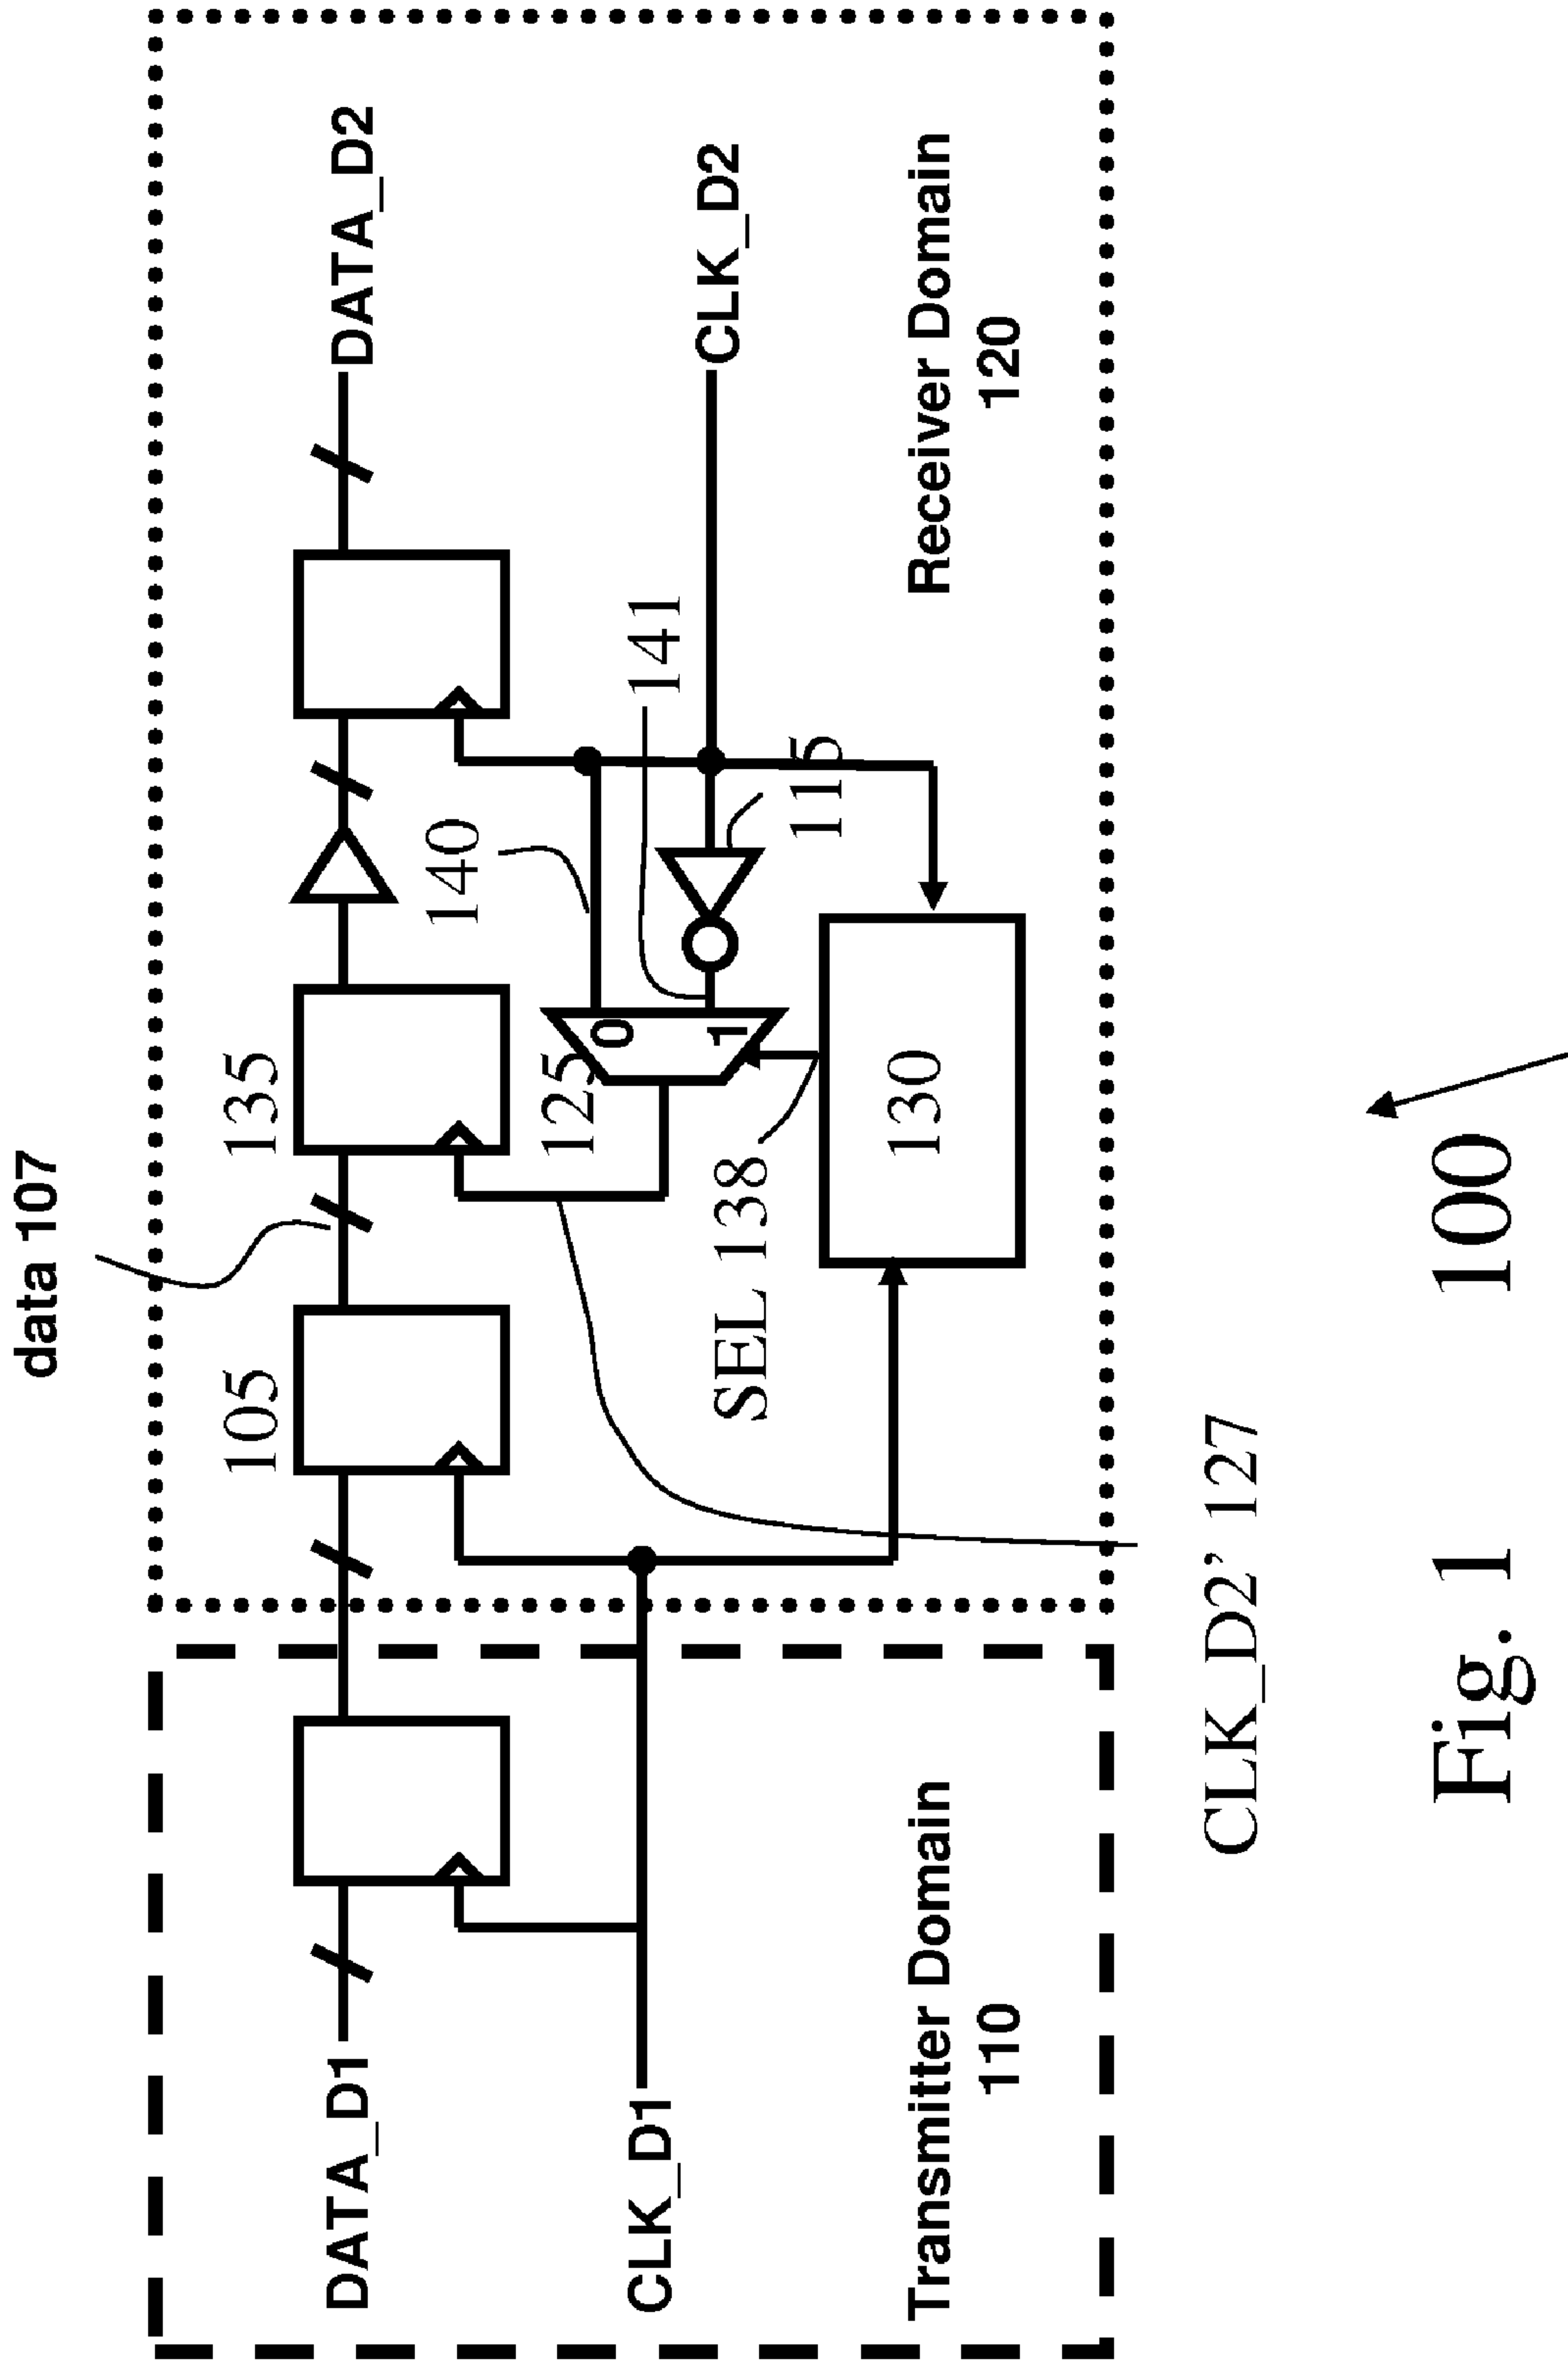 data 107
105
135
DATA_D1
DATA_D2
140
125
0
1
141
CLK_D1
CLK_D2
115
SEL 138
130
Transmitter Domain
110
Receiver Domain
120
CLK_D2’ 127
Fig. 1
100